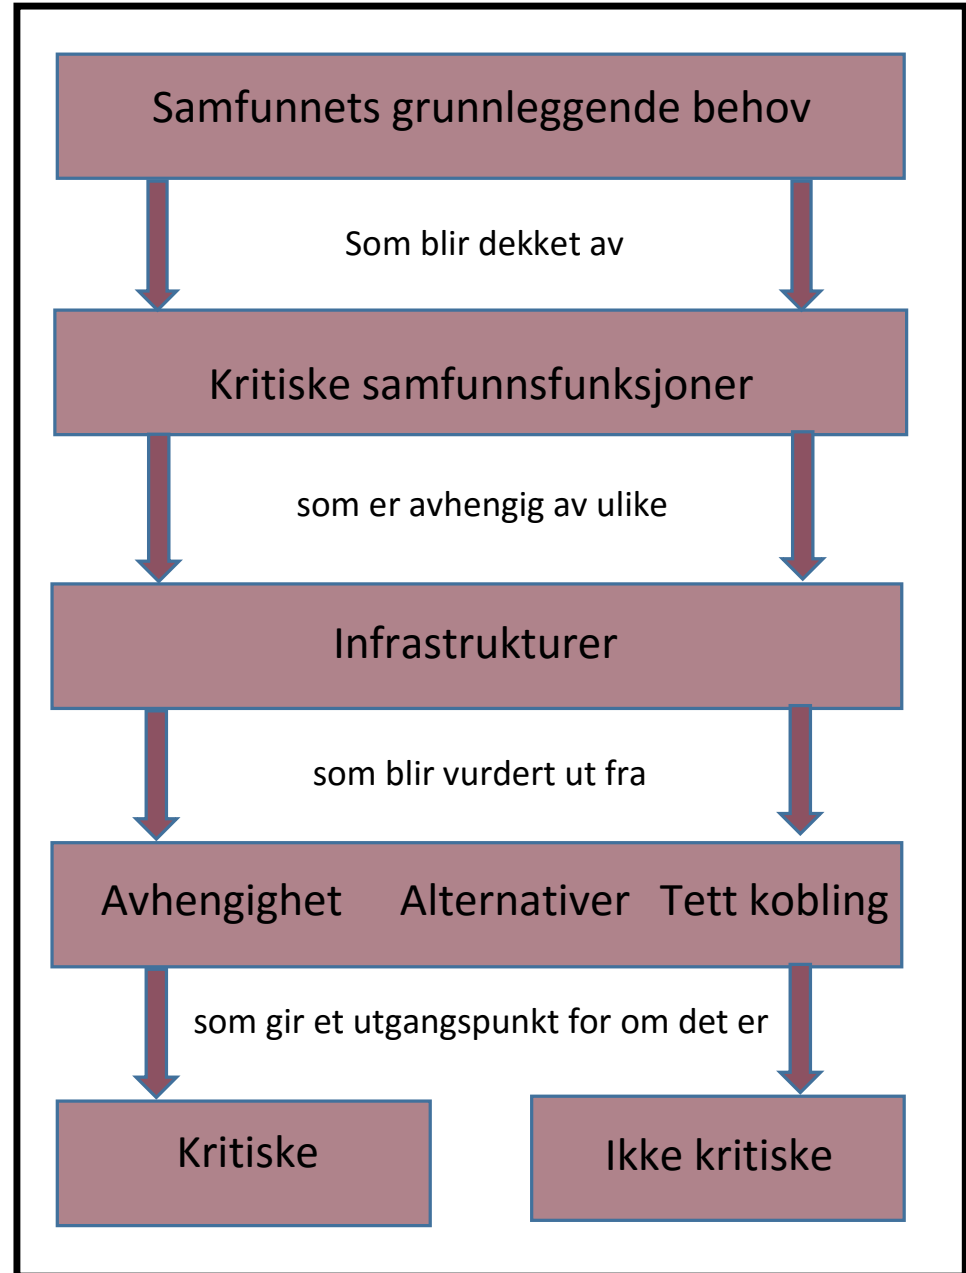 Samfunnets grunnleggende behov
Som blir dekket av
Kritiske samfunnsfunksjoner
som er avhengig av ulike
Infrastrukturer
som blir vurdert ut fra
Avhengighet Alternativer Tett kobling
som gir et utgangspunkt for om det er
Kritiske
Ikke kritiske